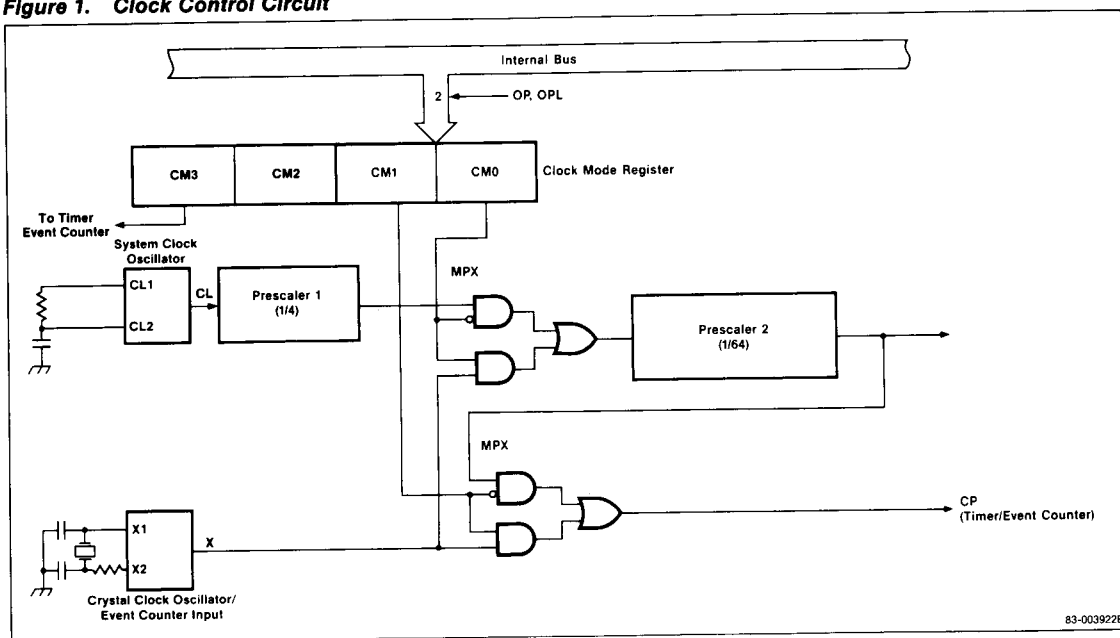 Figure 1. Clock Control Circuit
Internal Bus
2
OP, OPL
CM3
CM2
CM1
CM0
Clock Mode Register
To Timer
Event Counter
System Clock
Oscillator
CL1
CL2
CL
Prescaler 1
(1/4)
MPX
Prescaler 2
(1/64)
MPX
CP
(Timer/Event Counter)
X1
X2
X
Crystal Clock Oscillator/
Event Counter Input